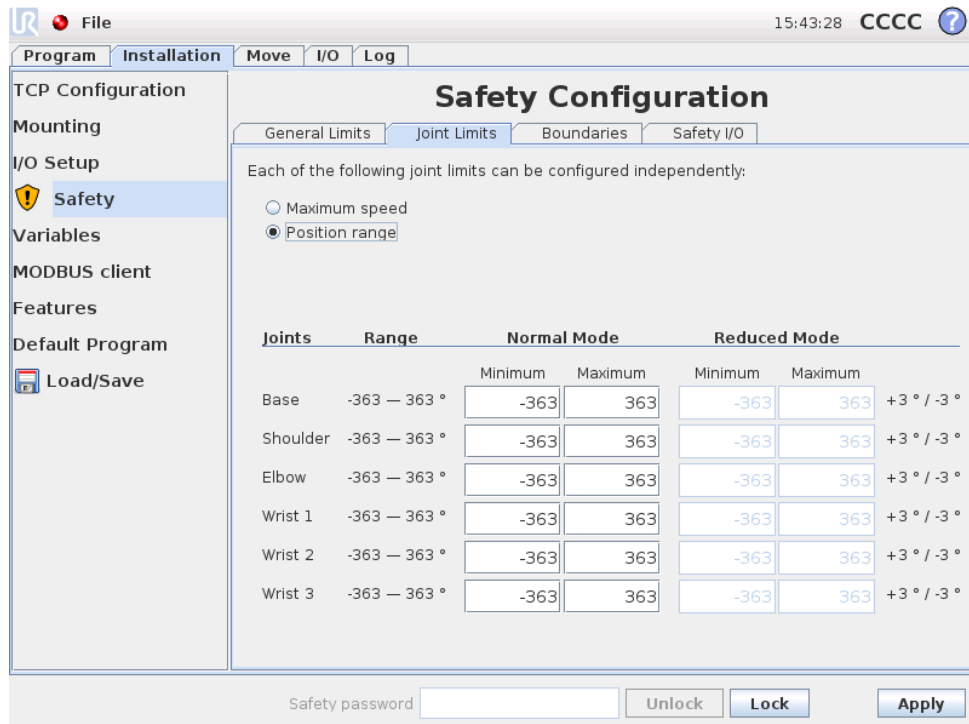 UR File 15:43:28 CCCC ?
Program Installation Move I/O Log
TCP Configuration
Mounting
I/O Setup
Safety
Variables
MODBUS client
Features
Default Program
Load/Save
Safety Configuration
General Limits Joint Limits Boundaries Safety I/O
Each of the following joint limits can be configured independently:
Maximum speed
Position range
Joints Range Normal Mode Reduced Mode
Minimum Maximum Minimum Maximum
Base -363 — 363 ° -363 363 -363 363 +3 ° / -3 °
Shoulder -363 — 363 ° -363 363 -363 363 +3 ° / -3 °
Elbow -363 — 363 ° -363 363 -363 363 +3 ° / -3 °
Wrist 1 -363 — 363 ° -363 363 -363 363 +3 ° / -3 °
Wrist 2 -363 — 363 ° -363 363 -363 363 +3 ° / -3 °
Wrist 3 -363 — 363 ° -363 363 -363 363 +3 ° / -3 °
Safety password Unlock Lock Apply